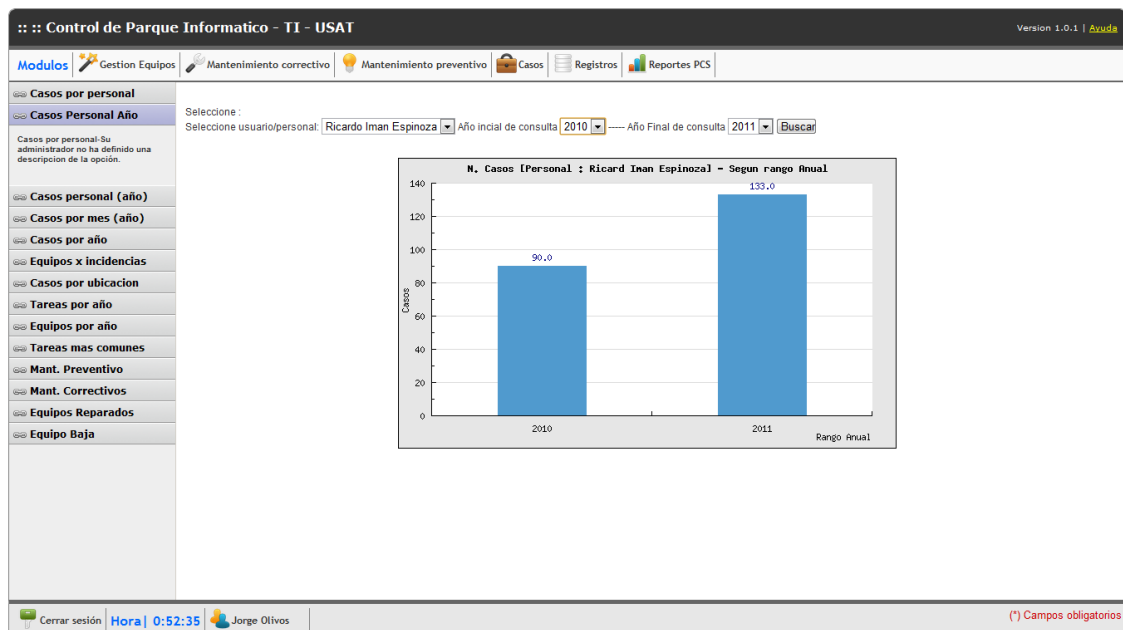 :: :: Control de Parque Informatico - TI - USAT
Version 1.0.1 | Ayuda
Modulos Gestion Equipos Mantenimiento correctivo Mantenimiento preventivo Casos Registros Reportes PCS
Casos por personal
Casos Personal Año
Casos por personal-Su
administrador no ha definido una
descripcion de la opción.
Casos personal (año)
Casos por mes (año)
Casos por año
Equipos x incidencias
Casos por ubicacion
Tareas por año
Equipos por año
Tareas mas comunes
Mant. Preventivo
Mant. Correctivos
Equipos Reparados
Equipo Baja
Seleccione :
Seleccione usuario/personal: Ricardo Iman Espinoza Año incial de consulta 2010 ----- Año Final de consulta 2011 Buscar
N. Casos [Personal : Ricard Iman Espinoza] - Segun rango Anual
140
120
100
80
60
40
20
0
Casos
90.0
133.0
2010
2011
Rango Anual
Cerrar sesión Hora| 0:52:35 Jorge Olivos
(*) Campos obligatorios